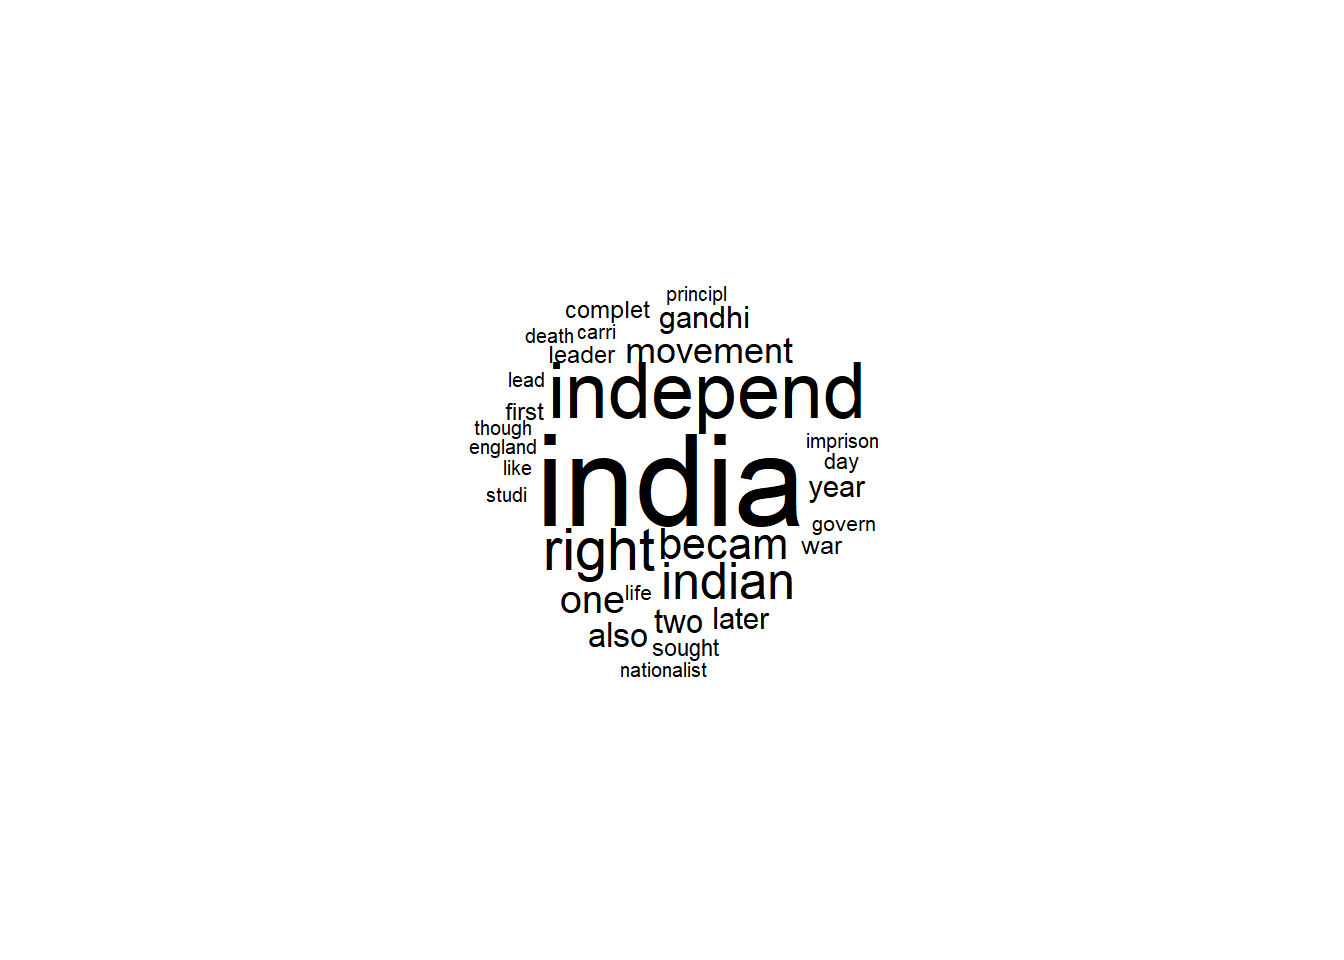 principl
complet
gandhi
death
carri
leader
movement
lead
independ
first
though
england
like
india
imprison
day
studi
year
govern
right
becam
war
indian
one
life
also
two
later
sought
nationalist